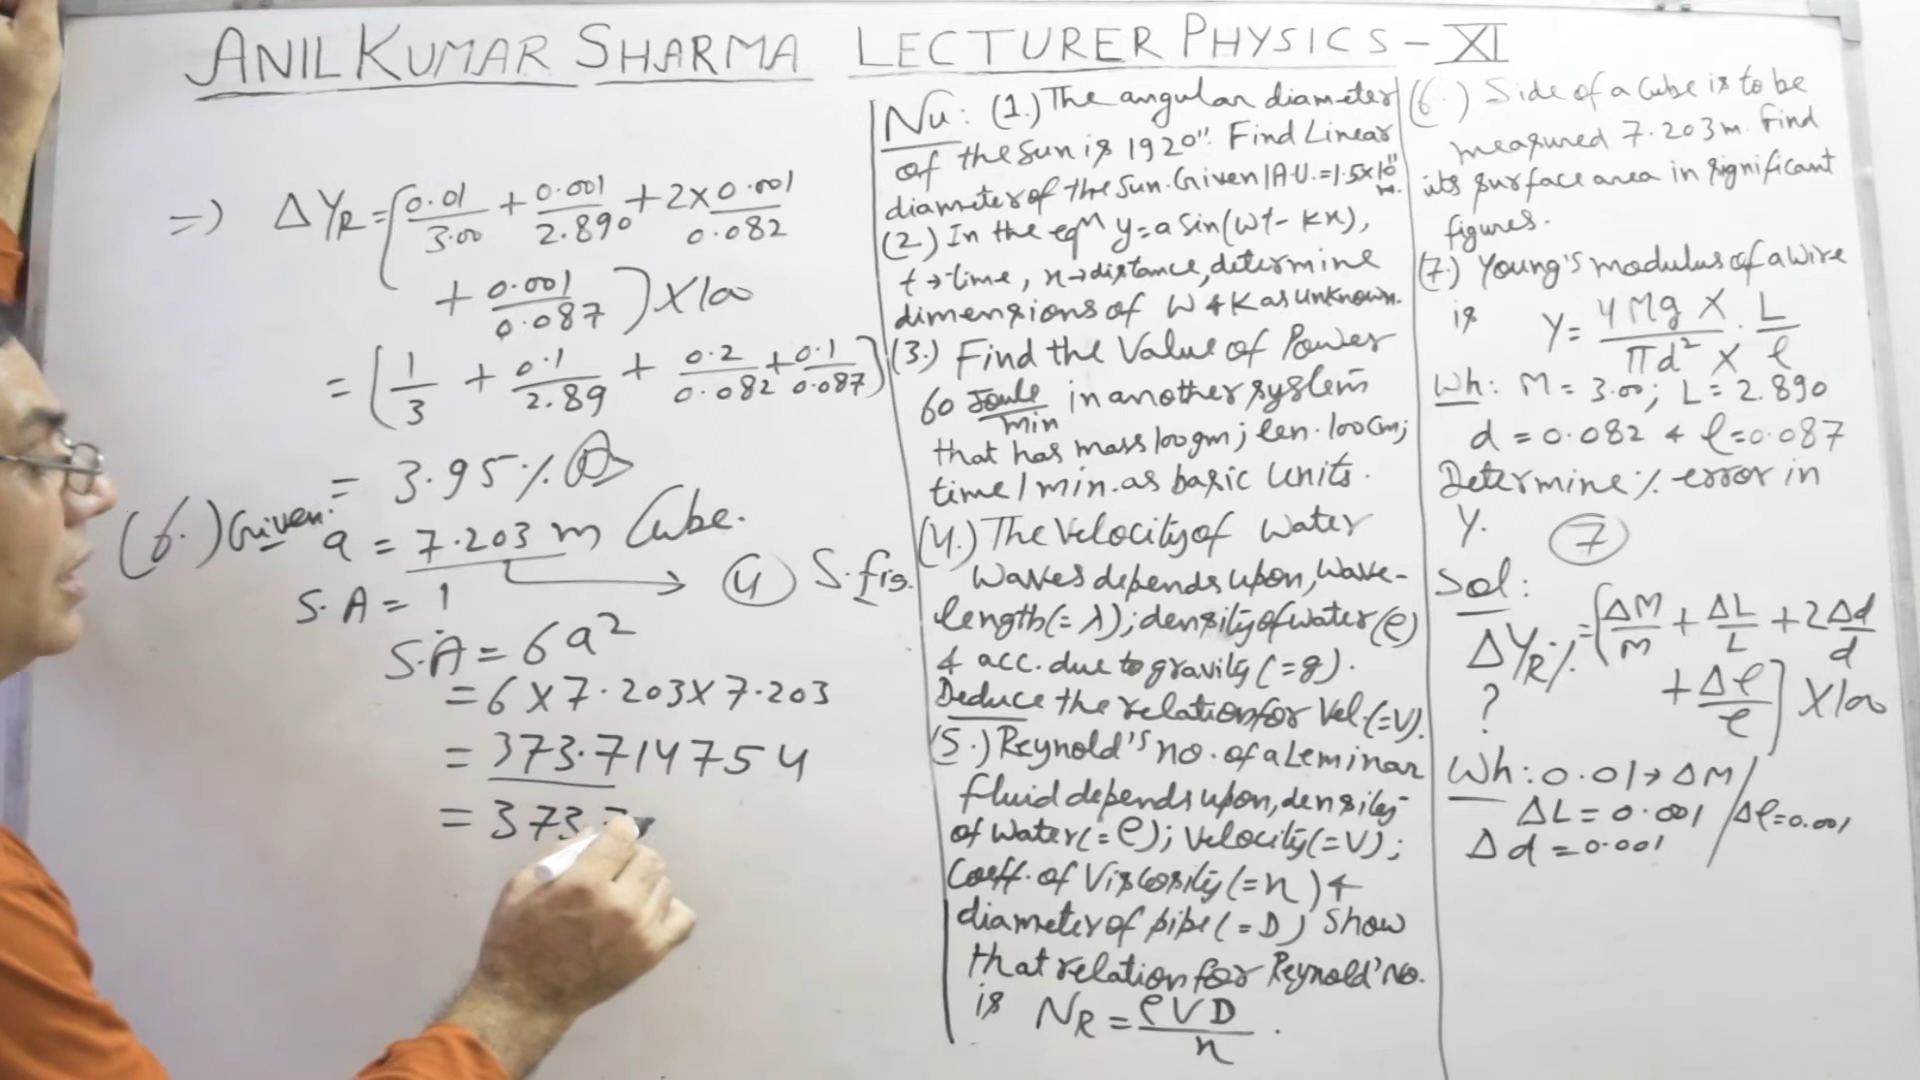 ANIL KUMAR SHARMA LECTURER PHYSICS - XI
=> ΔYR = (0.01/3.00 + 0.001/2.890 + 2×0.001/0.082
+ 0.001/0.087) × 100
= (1/3 + 0.1/2.89 + 0.2/0.082 + 0.1/0.087)
= 3.95 %
(6.) Given: a = 7.203 m Cube.
(4) S.fig.
S.A = 1
S.A = 6a²
= 6 × 7.203 × 7.203
= 373.714754
= 373.7
Nu: (1.) The angular diameter
of the Sun is 1920". Find Linear
diameter of the Sun. Given 1A.U. = 1.5×10¹¹ m.
(2.) In the eqn y = a sin(ωt - kx),
t → time, x → distance, determine
dimensions of W & K as unknown.
(3.) Find the Value of Power
60 Joule/min in another system
that has mass 100 gm; len. 100 cm;
time 1 min. as basic Units.
(4.) The Velocity of Water
Waves depends upon, Wave-
length (= λ); density of water (ρ)
& acc. due to gravity (= g).
Deduce the relation for Vel. (= V).
(5.) Reynold's no. of a Leminar
fluid depends upon, density
of Water (= ρ); Velocity (= V);
Coeff. of Viscosity (= η) &
diameter of pipe (= D) Show
that relation for Reynold' No.
is NR = ρVD/η .
(6.) Side of a Cube is to be
measured 7.203 m. Find
its surface area in significant
figures.
(7.) Young's modulus of a Wire
is Y = 4Mg × /πd² × . L/l
Wh: M = 3.00; L = 2.890
d = 0.082 & l = 0.087
Determine % error in
Y. (7)
Sol:
ΔYR% = [ΔM/M + ΔL/L + 2Δd/d
? + Δl/l] × 100
Wh: 0.01 → ΔM /
ΔL = 0.001 / Δl = 0.001
Δd = 0.001